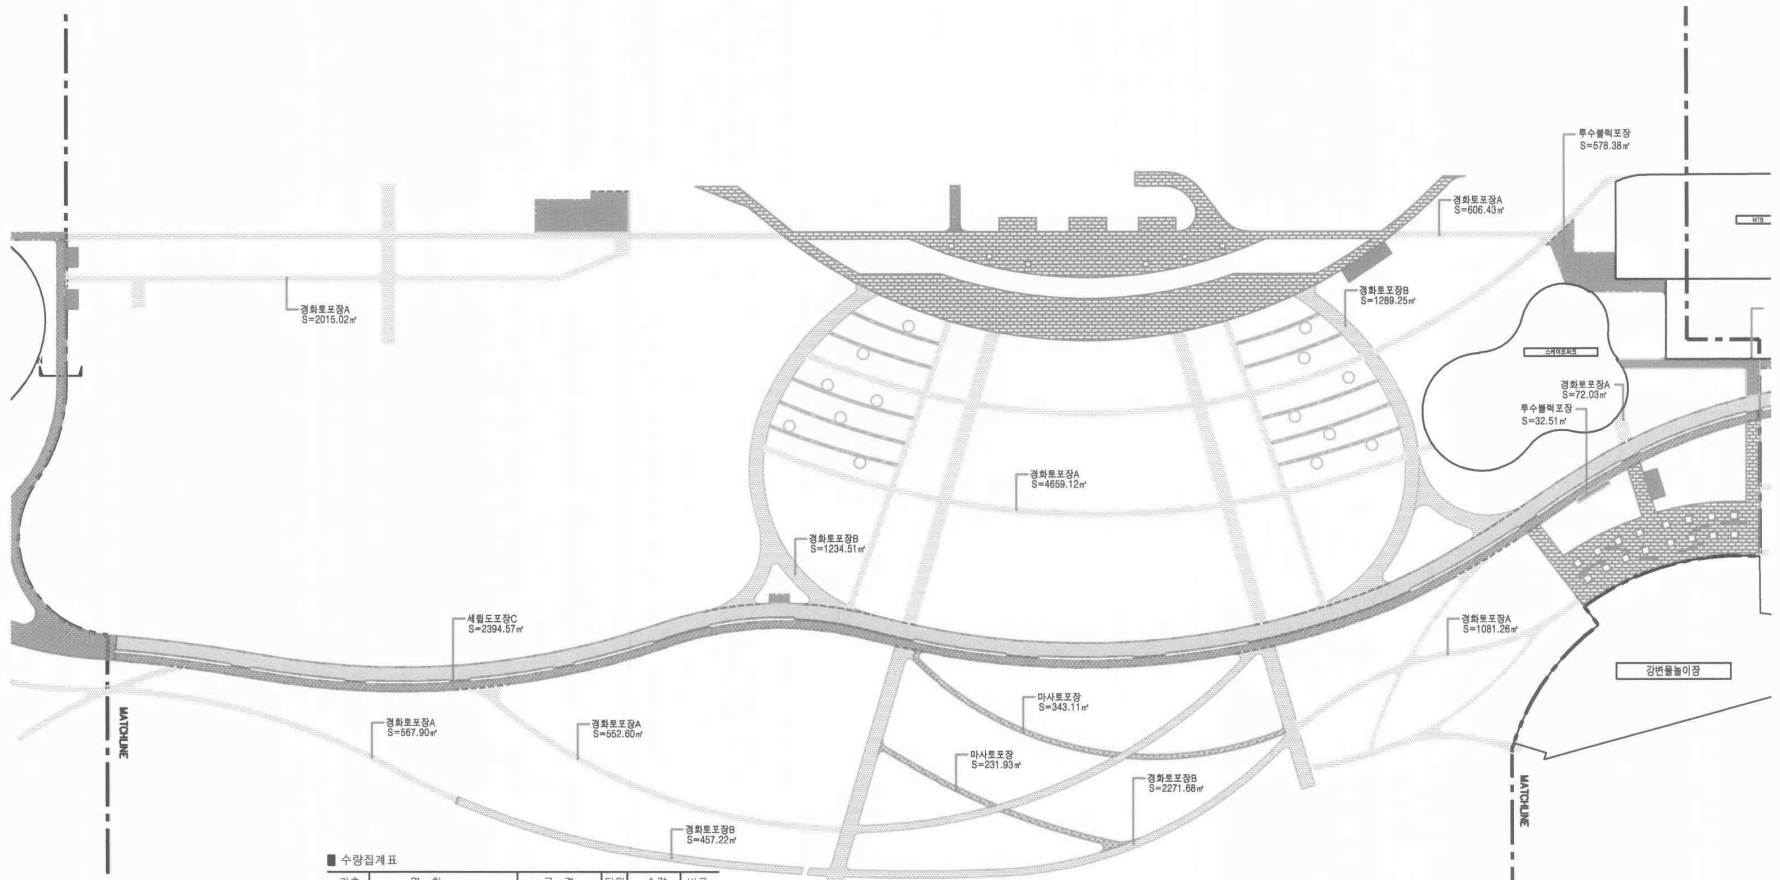 투수블럭포장
S=578.38㎡
MTB
경화토포장A
S=606.43㎡
경화토포장B
S=1289.25㎡
경화토포장A
S=2015.02㎡
스케이트파크
경화토포장A
S=72.03㎡
투수블럭포장
S=32.51㎡
경화토포장A
S=4659.12㎡
경화토포장B
S=1234.51㎡
세립도포장C
S=2394.57㎡
경화토포장A
S=1081.26㎡
강변물놀이장
마사토포장
S=343.11㎡
경화토포장A
S=567.90㎡
경화토포장A
S=552.60㎡
MATCHLINE
마사토포장
S=231.93㎡
경화토포장B
S=2271.68㎡
MATCHLINE
경화토포장B
S=457.22㎡
수량집계표